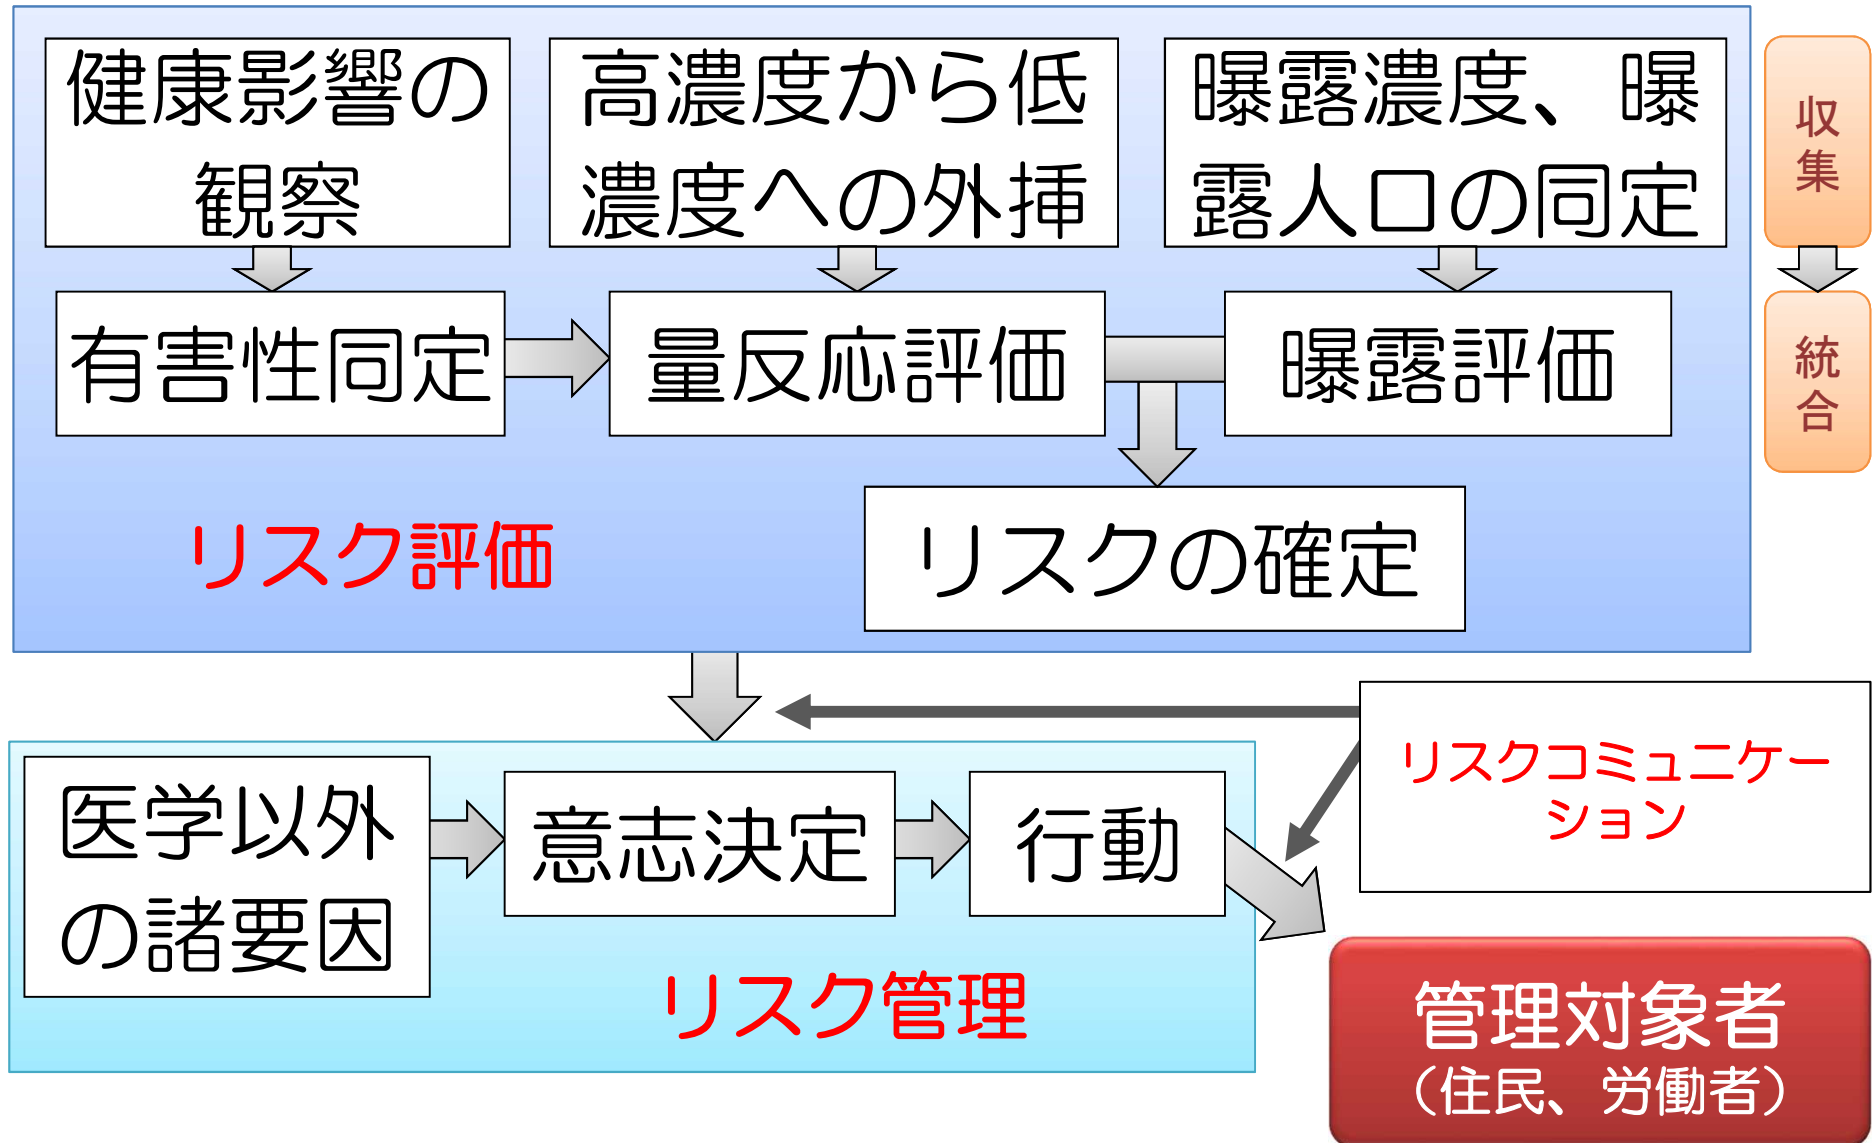 健康影響の
観察
高濃度から低
濃度への外挿
曝露濃度、曝
露人口の同定
収
集
有害性同定
量反応評価
曝露評価
統
合
リスク評価
リスクの確定
リスクコミュニケー
ション
医学以外
の諸要因
意志決定
行動
リスク管理
管理対象者
（住民、労働者）